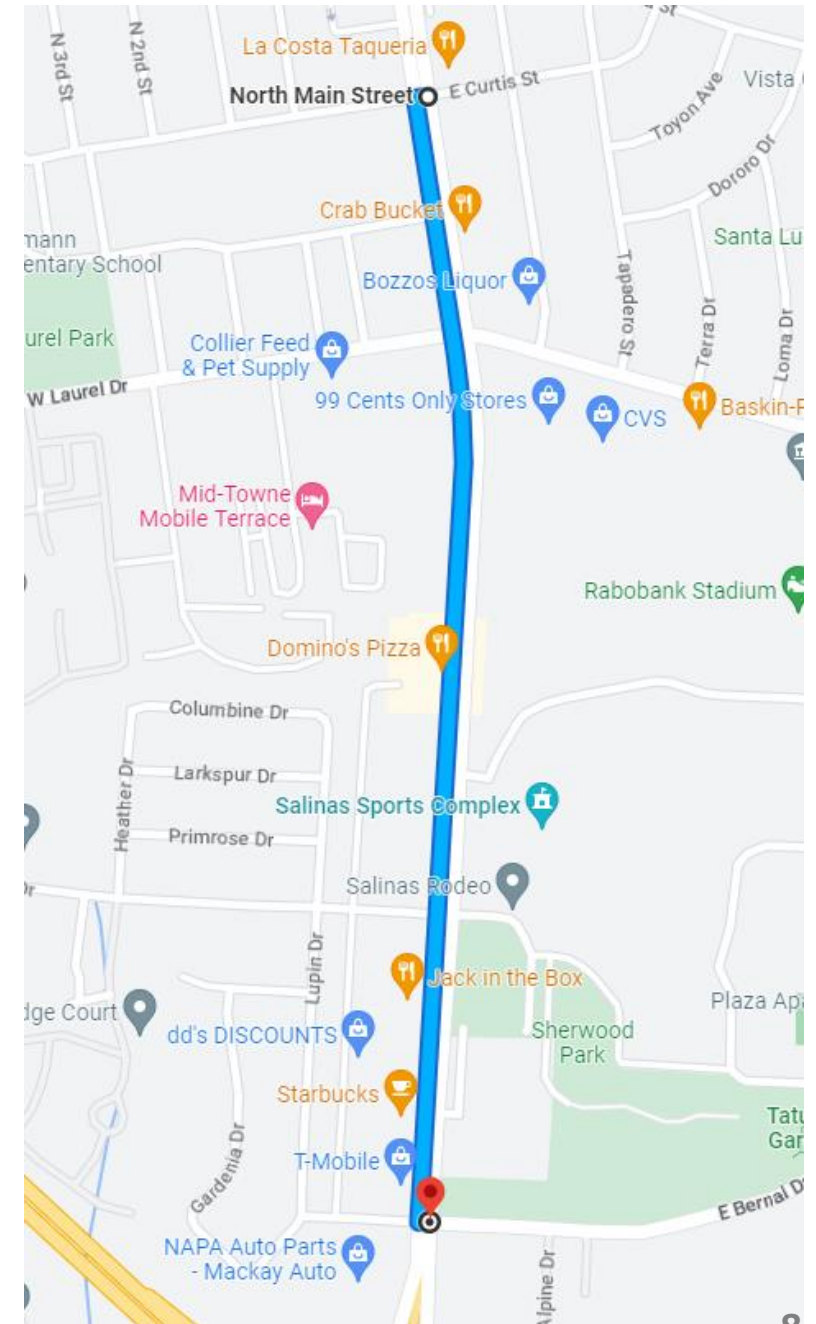 N 3rd St
N 2nd St
La Costa Taqueria
North Main Street
E Curtis St
Vista
Toyon Ave
Dororo Dr
Crab Bucket
mann
entary School
Santa Lu
Bozzos Liquor
Tapadero St
Terra Dr
Loma Dr
urel Park
Collier Feed
& Pet Supply
W Laurel Dr
99 Cents Only Stores
CVS
Baskin-R
Mid-Towne
Mobile Terrace
Rabobank Stadium
Domino's Pizza
Columbine Dr
Larkspur Dr
Heather Dr
Salinas Sports Complex
Primrose Dr
Salinas Rodeo
Lupin Dr
Jack in the Box
dge Court
Plaza Apa
dd's DISCOUNTS
Sherwood
Park
Starbucks
Tatu
Gar
T-Mobile
Gardenia Dr
E Bernal Dr
NAPA Auto Parts
- Mackay Auto
Alpine Dr